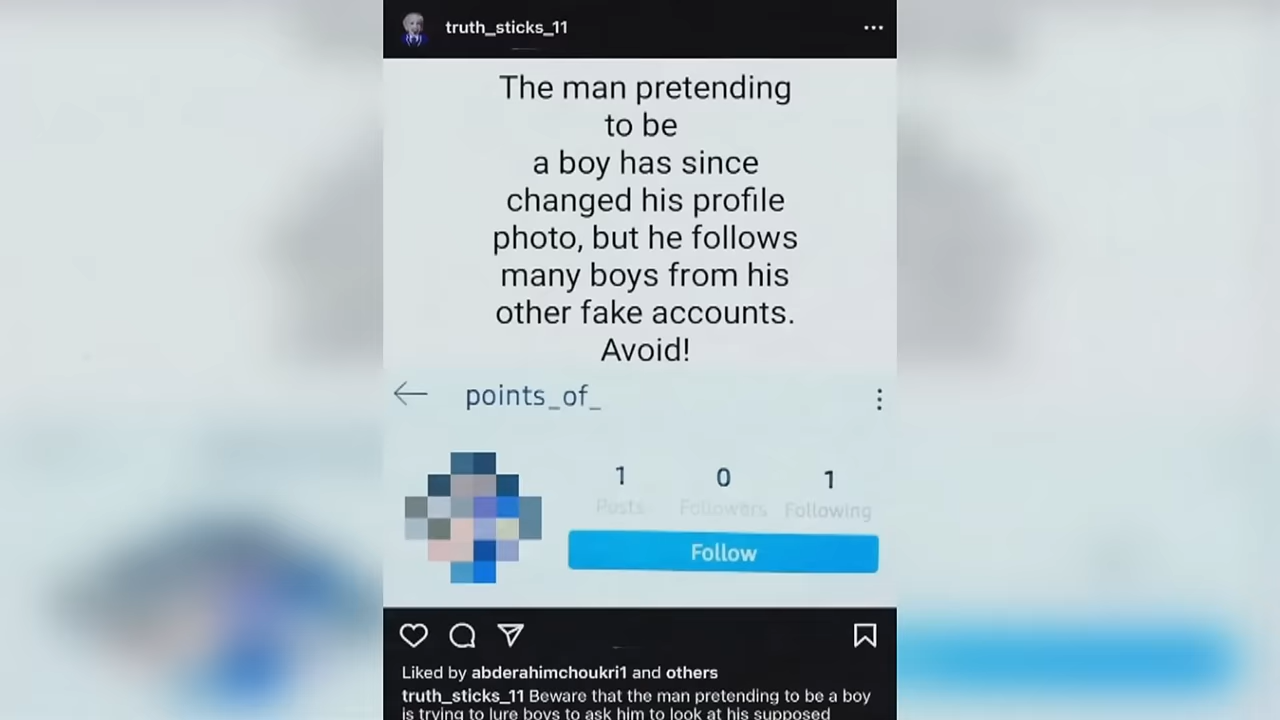 truth_sticks_11
The man pretending
to be
a boy has since
changed his profile
photo, but he follows
many boys from his
other fake accounts.
Avoid!
points_of_
1 0 1
Posts Followers Following
Follow
Liked by abderahimchoukri1 and others
truth_sticks_11 Beware that the man pretending to be a boy
is trying to lure boys to ask him to look at his supposed